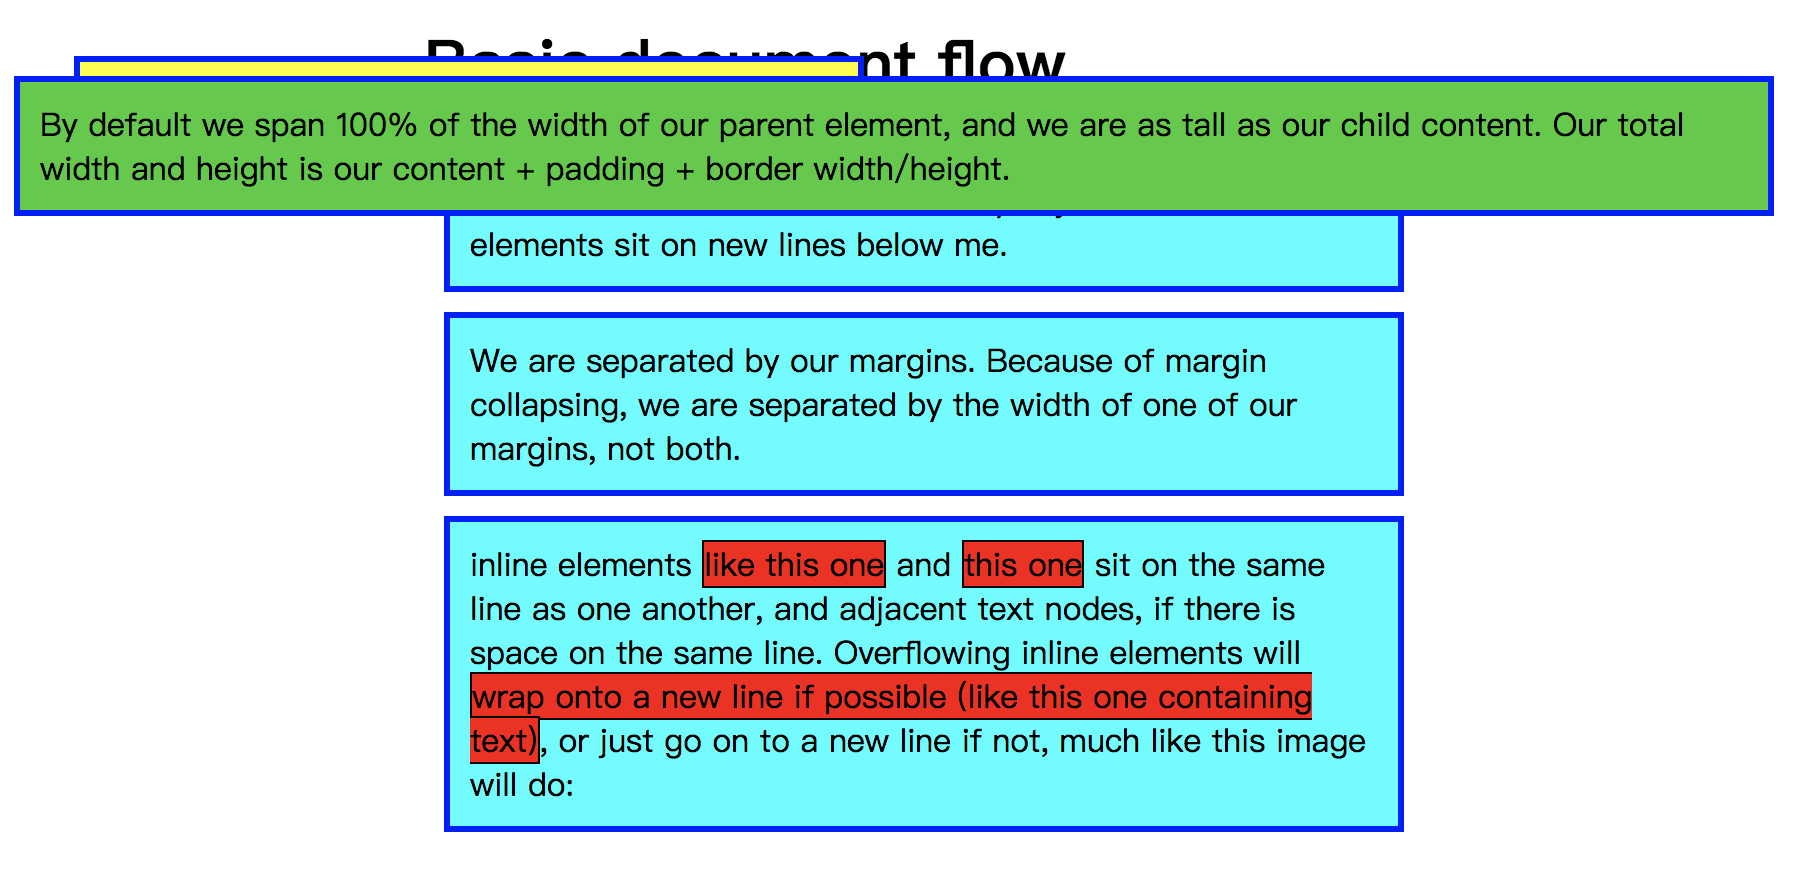 nt flow
By default we span 100% of the width of our parent element, and we are as tall as our child content. Our total
width and height is our content + padding + border width/height.
elements sit on new lines below me.
We are separated by our margins. Because of margin
collapsing, we are separated by the width of one of our
margins, not both.
inline elements like this one and this one sit on the same
line as one another, and adjacent text nodes, if there is
space on the same line. Overflowing inline elements will
wrap onto a new line if possible (like this one containing
text), or just go on to a new line if not, much like this image
will do: